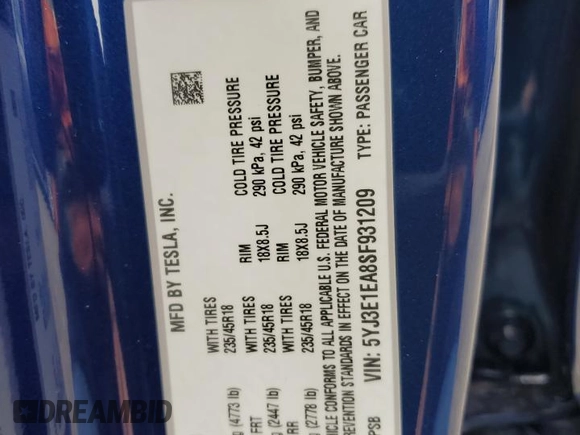 MFD BY TESLA, INC.
(4773 lb) WITH TIRES RIM COLD TIRE PRESSURE
235/45R18 18X8.5J 290 kPa, 42 psi
FRT (2447 lb) WITH TIRES RIM COLD TIRE PRESSURE
235/45R18 18X8.5J 290 kPa, 42 psi
RR (2778 lb) WITH TIRES
235/45R18
CONFORMS TO ALL APPLICABLE U.S. FEDERAL MOTOR VEHICLE SAFETY, BUMPER, AND
STANDARDS IN EFFECT ON THE DATE OF MANUFACTURE SHOWN ABOVE.
VIN: 5YJ3E1EA8SF931209 TYPE: PASSENGER CAR
PSB
DREAMBID